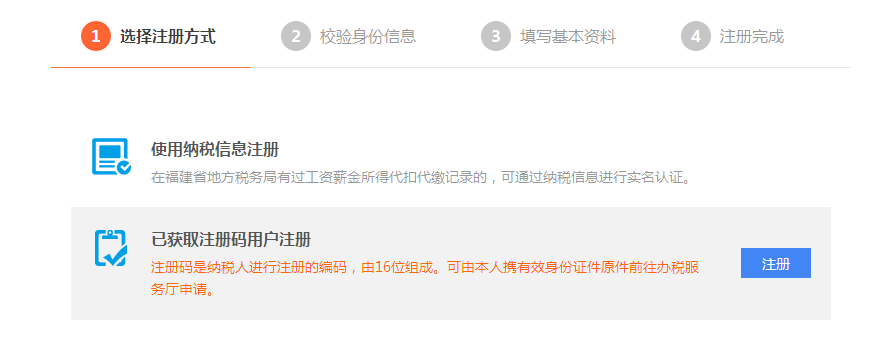 1 选择注册方式 2 校验身份信息 3 填写基本资料 4 注册完成
使用纳税信息注册
在福建省地方税务局有过工资薪金所得代扣代缴记录的，可通过纳税信息进行实名认证。
已获取注册码用户注册
注册码是纳税人进行注册的编码，由16位组成。可由本人携有效身份证件原件前往办税服
务厅申请。
注册